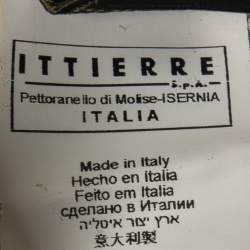 ITTIERRE
S.p.A.
Pettoranello di Molise-ISERNIA
ITALIA
Made in Italy
Hecho en Italia
Feito em Italia
сделано в Италии
ארץ יצור איטליה
意大利製